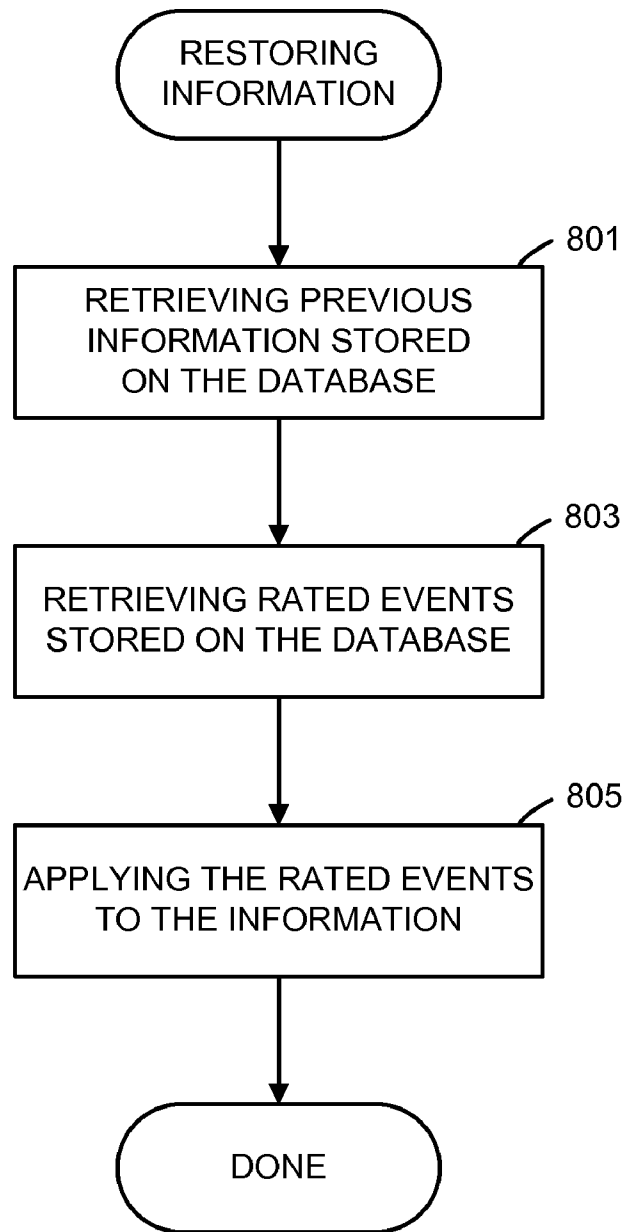 RESTORING
INFORMATION
801
RETRIEVING PREVIOUS
INFORMATION STORED
ON THE DATABASE
803
RETRIEVING RATED EVENTS
STORED ON THE DATABASE
805
APPLYING THE RATED EVENTS
TO THE INFORMATION
DONE